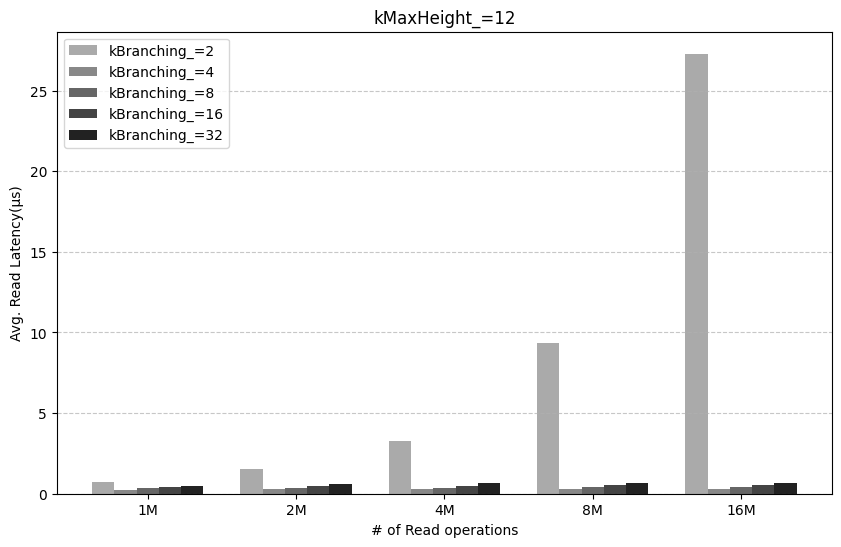 kMaxHeight_=12
kBranching_=2
kBranching_=4
kBranching_=8
kBranching_=16
kBranching_=32
Avg. Read Latency(μs)
25
20
15
10
5
0
1M 2M 4M 8M 16M
# of Read operations